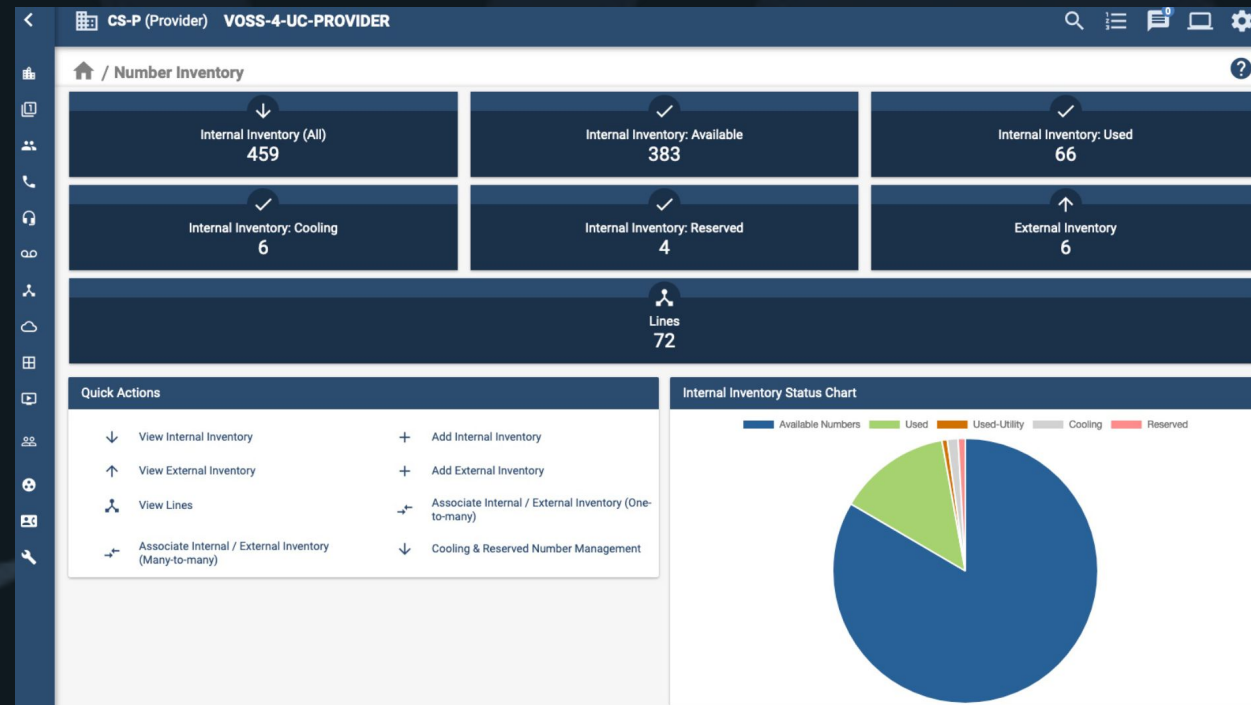 CS-P (Provider) VOSS-4-UC-PROVIDER
0
/ Number Inventory
?
Internal Inventory (All)
459
Internal Inventory: Available
383
Internal Inventory: Used
66
Internal Inventory: Cooling
6
Internal Inventory: Reserved
4
External Inventory
6
Lines
72
Quick Actions
View Internal Inventory
Add Internal Inventory
View External Inventory
Add External Inventory
View Lines
Associate Internal / External Inventory (One-
to-many)
Associate Internal / External Inventory
(Many-to-many)
Cooling & Reserved Number Management
Internal Inventory Status Chart
Available Numbers Used Used-Utility Cooling Reserved